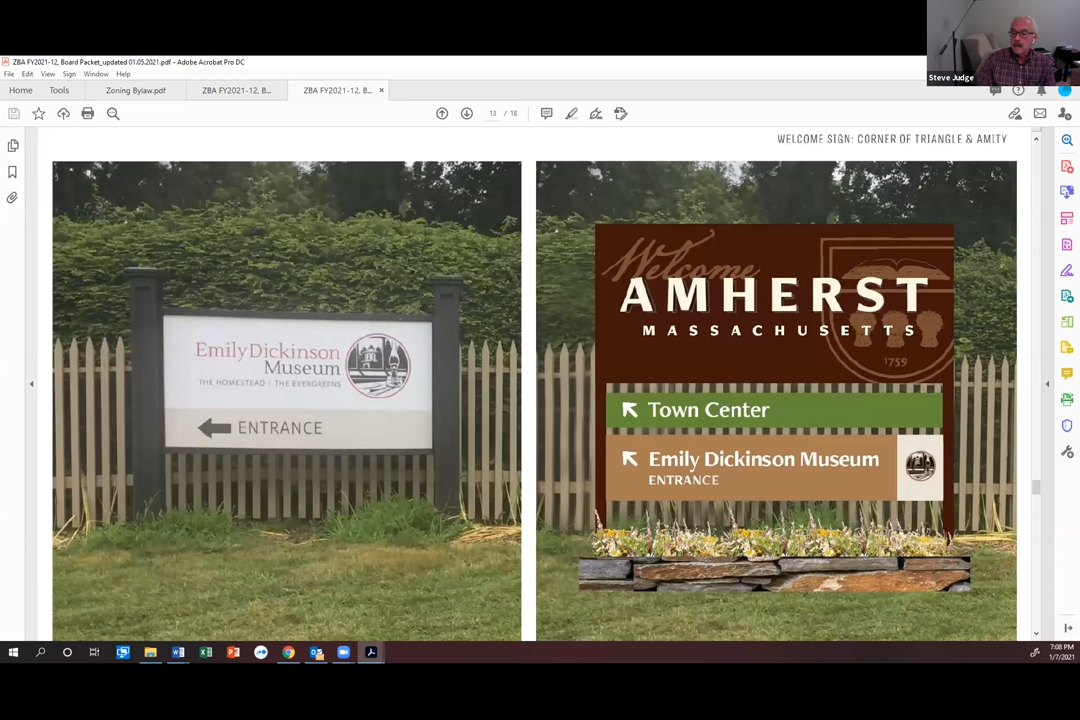 Steve Judge
ZBA FY2021-12, Board Packet_updated 01.05.2021.pdf - Adobe Acrobat Pro DC
File Edit View Sign Window Help
Home Tools Zoning Bylaw.pdf ZBA FY2021-12, B... ZBA FY2021-12, B... ×
13 / 18
WELCOME SIGN: CORNER OF TRIANGLE & AMITY
Emily Dickinson
Museum
THE HOMESTEAD | THE EVERGREENS
ENTRANCE
Welcome
AMHERST
MASSACHUSETTS
1759
Town Center
Emily Dickinson Museum
ENTRANCE
7:08 PM
1/7/2021